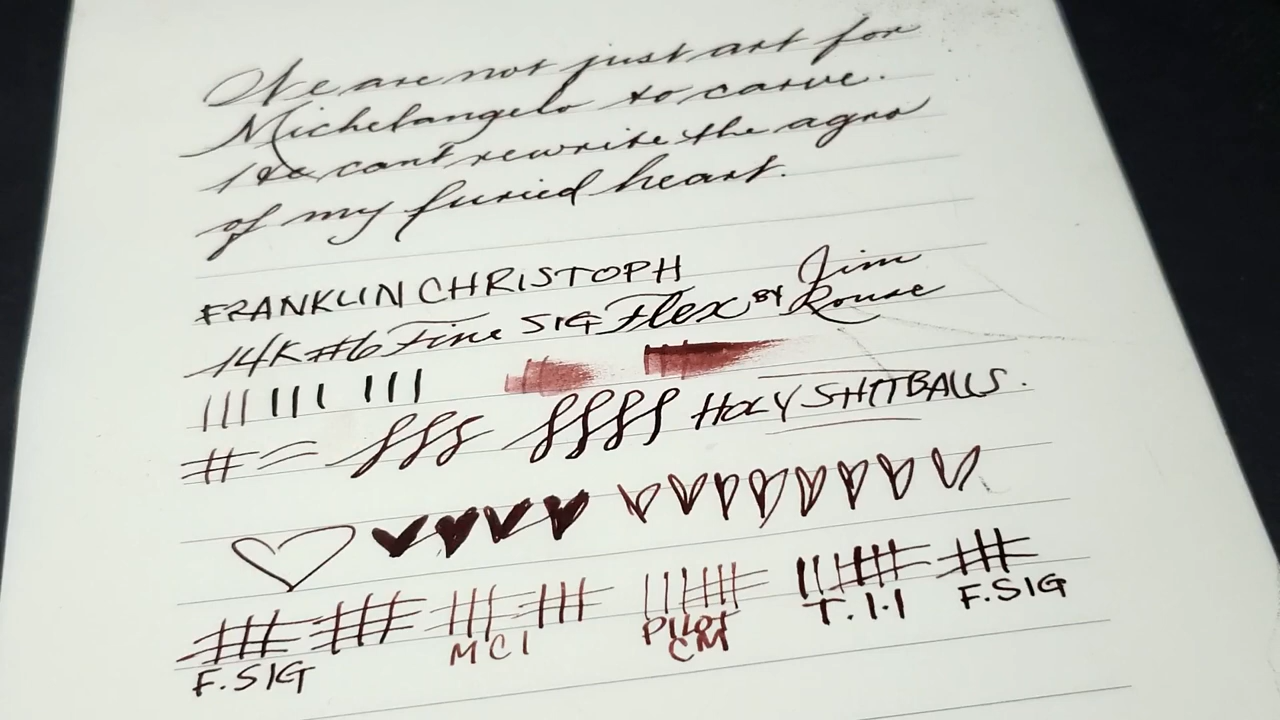 We are not just art for
Michelangelo to carve.
He can't rewrite the agro
of my furied heart.
FRANKLIN CHRISTOPH
14K #6 Fine SIG Flex BY Jim Rouse
HOLY SHITBALLS.
F. SIG MCI PILOT CM T. 1.1 F. SIG